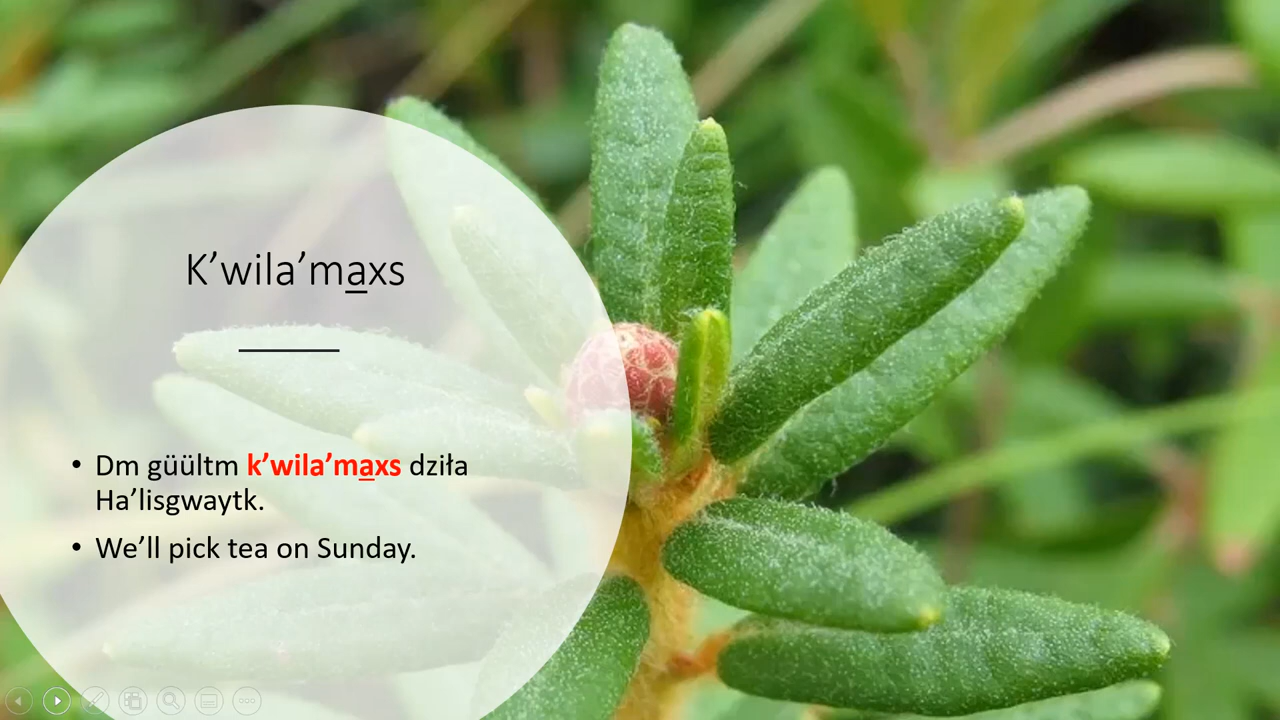 K’wila’ma̲xs
• Dm güültm k’wila’ma̲xs dziła
Ha’lisgwaytk.
• We’ll pick tea on Sunday.